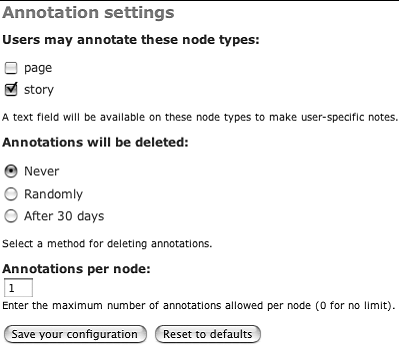 Annotation settings
Users may annotate these node types:
page
story
A text field will be available on these node types to make user-specific notes.
Annotations will be deleted:
Never
Randomly
After 30 days
Select a method for deleting annotations.
Annotations per node:
1
Enter the maximum number of annotations allowed per node (0 for no limit).
Save your configuration Reset to defaults